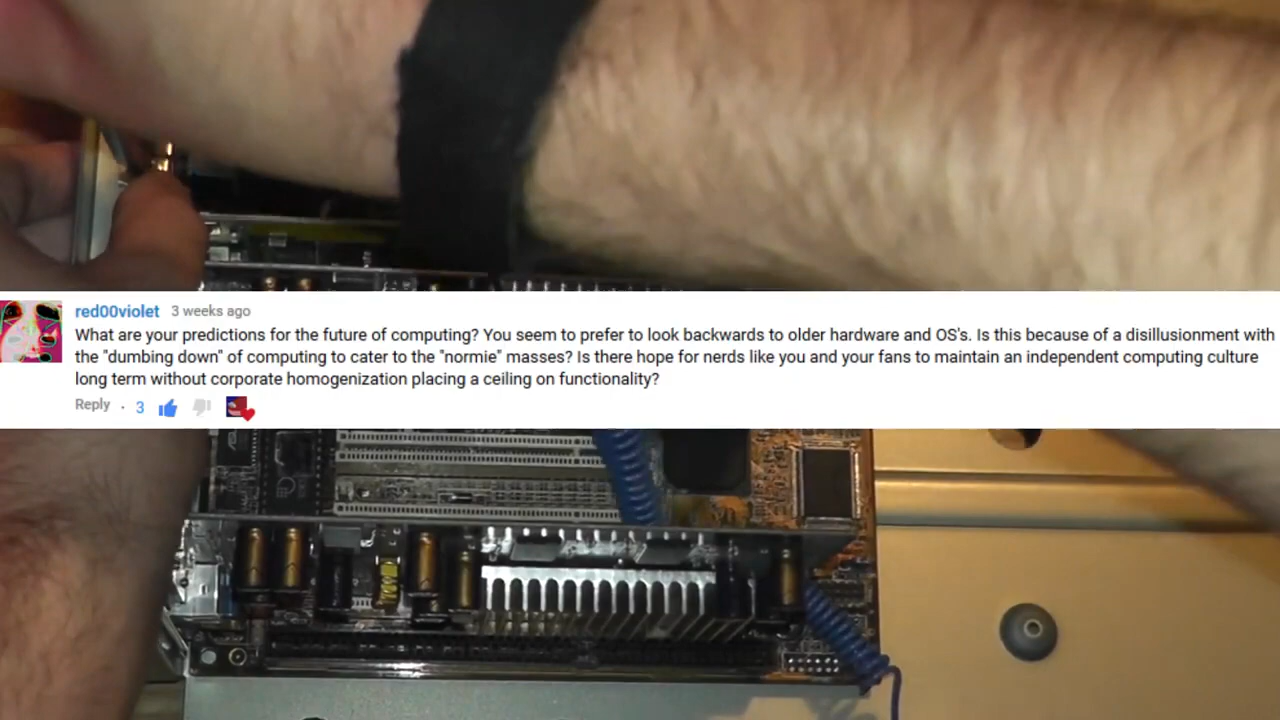 red00violet 3 weeks ago
What are your predictions for the future of computing? You seem to prefer to look backwards to older hardware and OS's. Is this because of a disillusionment with
the "dumbing down" of computing to cater to the "normie" masses? Is there hope for nerds like you and your fans to maintain an independent computing culture
long term without corporate homogenization placing a ceiling on functionality?
Reply · 3